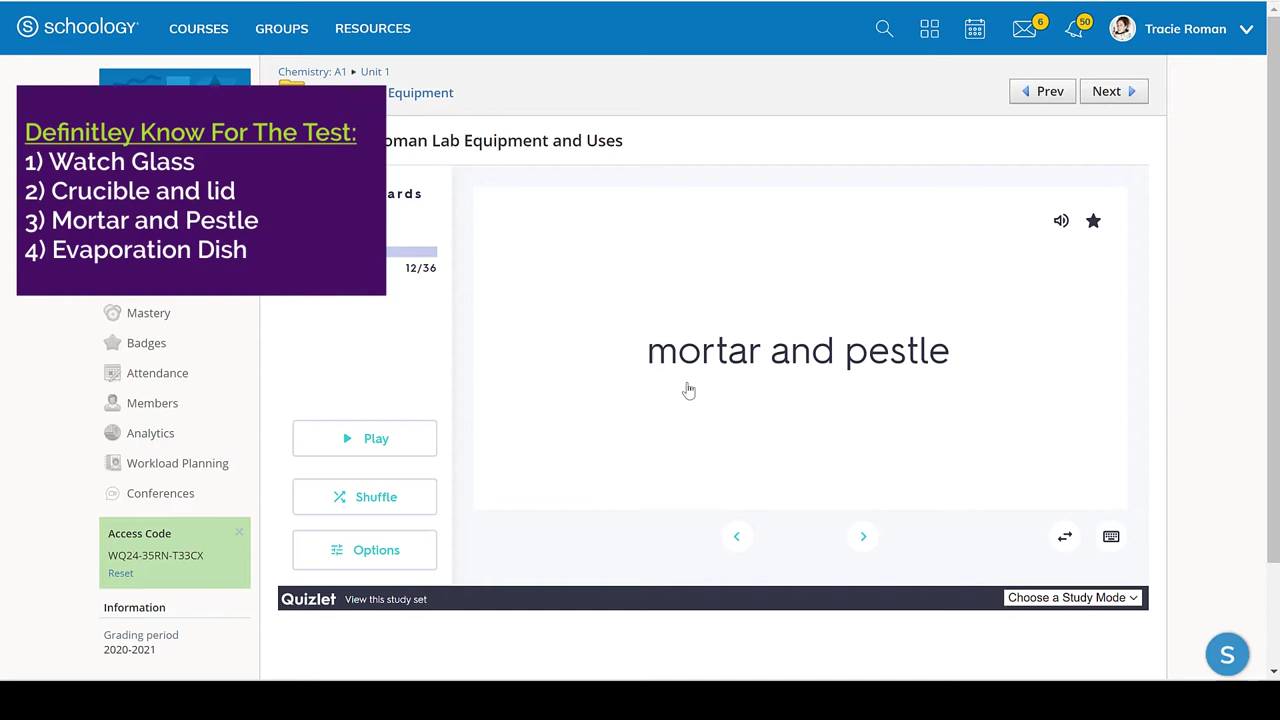 schoology
COURSES
GROUPS
RESOURCES
6
50
Tracie Roman
Chemistry: A1
Unit 1
Equipment
Prev
Next
Definitley Know For The Test:
1) Watch Glass
2) Crucible and lid
3) Mortar and Pestle
4) Evaporation Dish
oman Lab Equipment and Uses
ards
12/36
mortar and pestle
Mastery
Badges
Attendance
Members
Analytics
Workload Planning
Conferences
Play
Shuffle
Options
Access Code
WQ24-35RN-T33CX
Reset
Quizlet View this study set
Choose a Study Mode
Information
Grading period
2020-2021
S